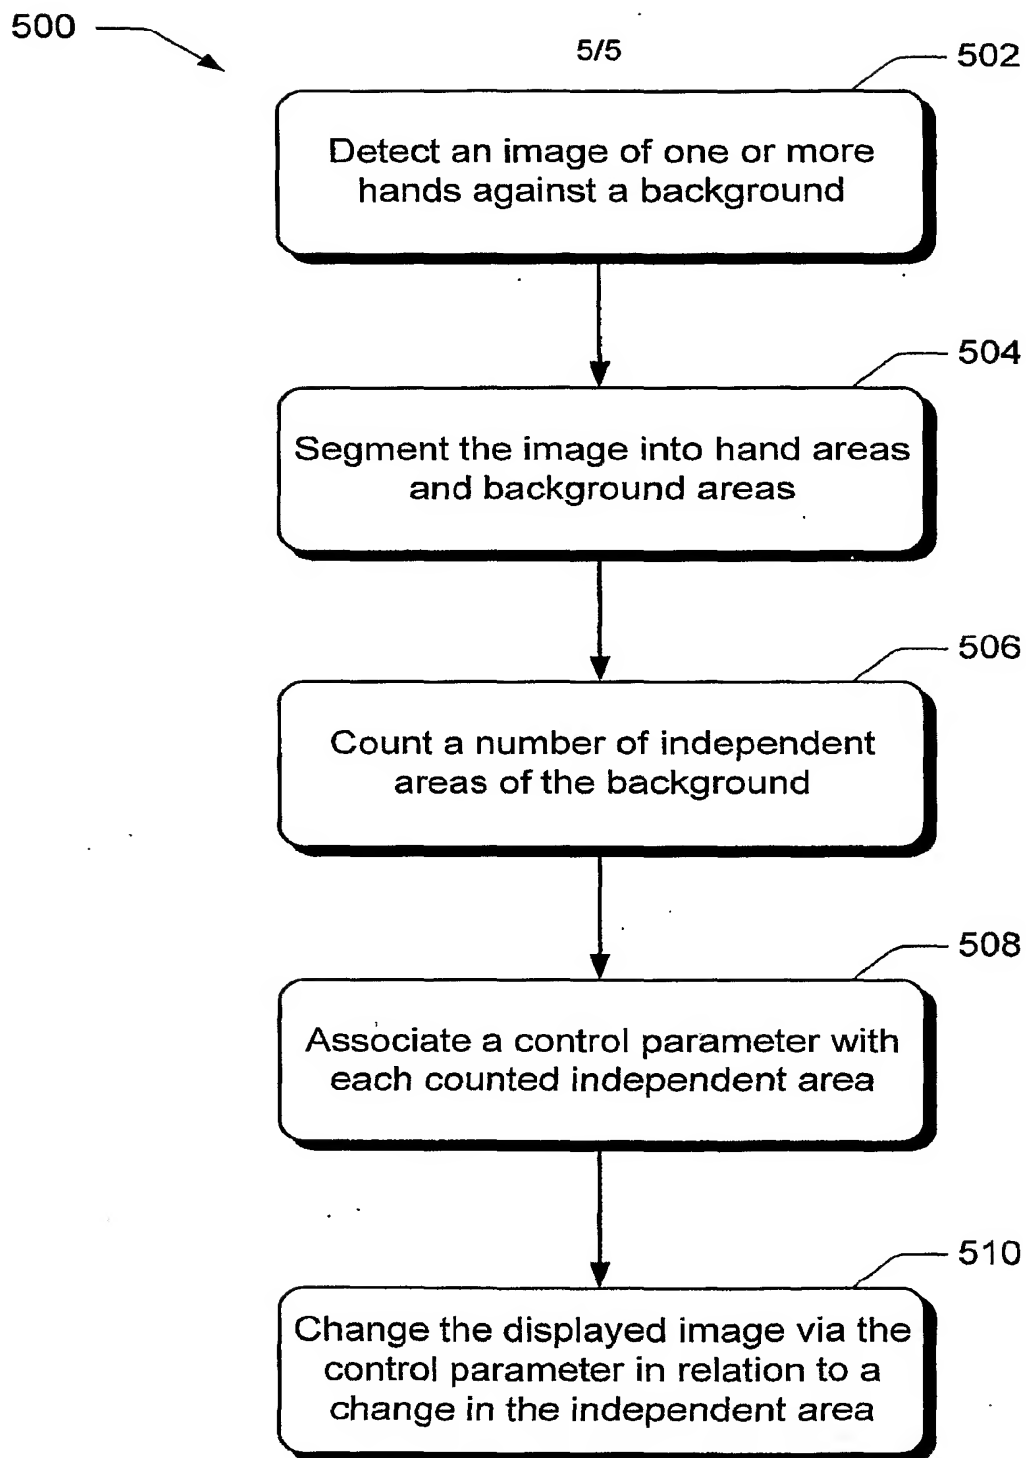 500
5/5
502
Detect an image of one or more
hands against a background
504
Segment the image into hand areas
and background areas
506
Count a number of independent
areas of the background
508
Associate a control parameter with
each counted independent area
510
Change the displayed image via the
control parameter in relation to a
change in the independent area